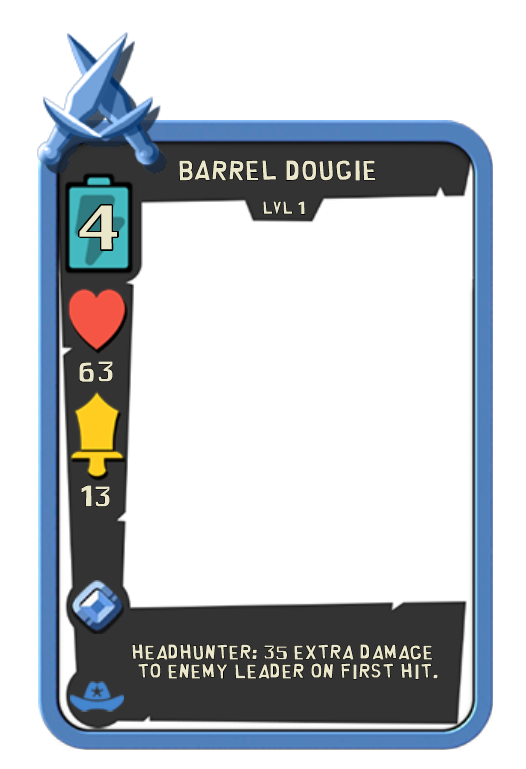 BARREL DOUGIE
LVL 1
4
63
13
HEADHUNTER: 35 EXTRA DAMAGE
TO ENEMY LEADER ON FIRST HIT.